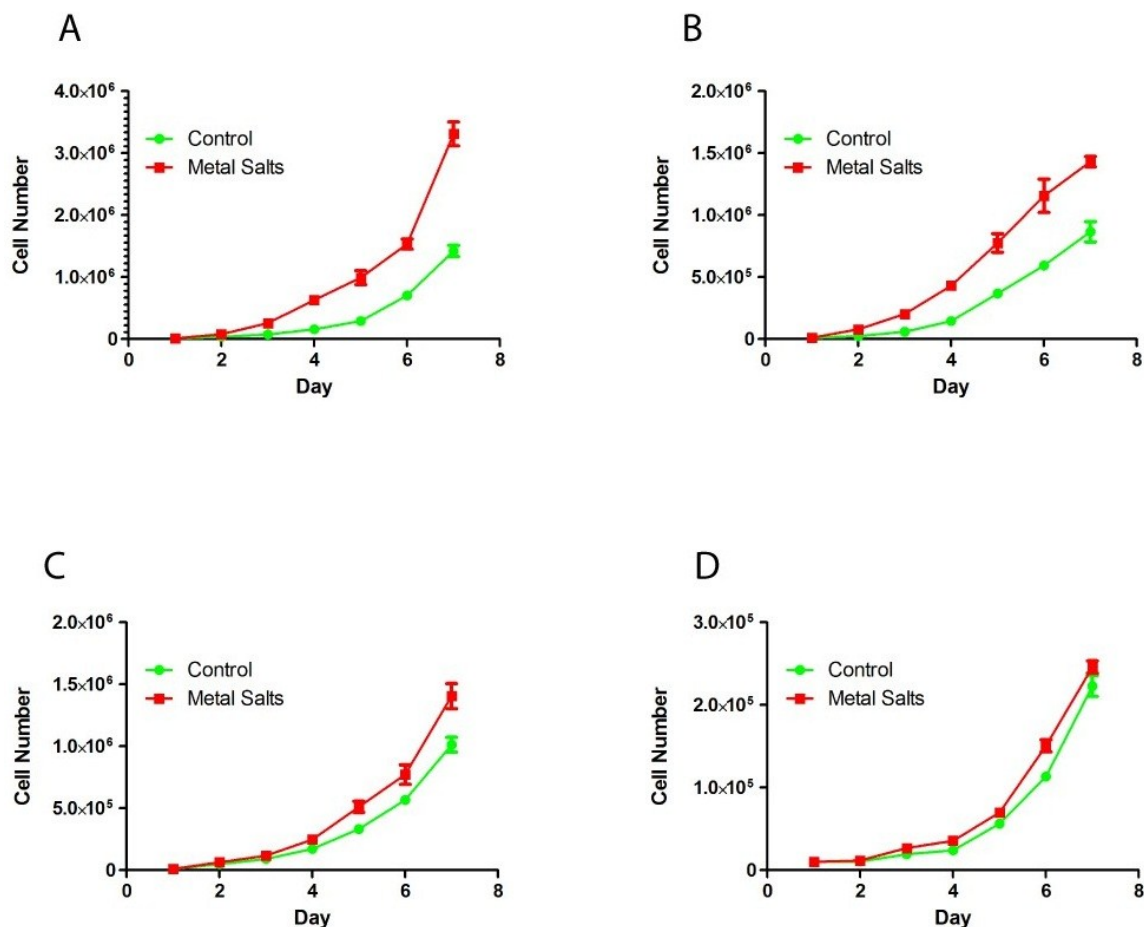 A
4.0×10⁶
3.0×10⁶
2.0×10⁶
1.0×10⁶
0
Cell Number
Control
Metal Salts
0 2 4 6 8
Day
B
2.0×10⁶
1.5×10⁶
1.0×10⁶
5.0×10⁵
0
Cell Number
Control
Metal Salts
0 2 4 6 8
Day
C
2.0×10⁶
1.5×10⁶
1.0×10⁶
5.0×10⁵
0
Cell Number
Control
Metal Salts
0 2 4 6 8
Day
D
3.0×10⁵
2.0×10⁵
1.0×10⁵
0
Cell Number
Control
Metal Salts
0 2 4 6 8
Day